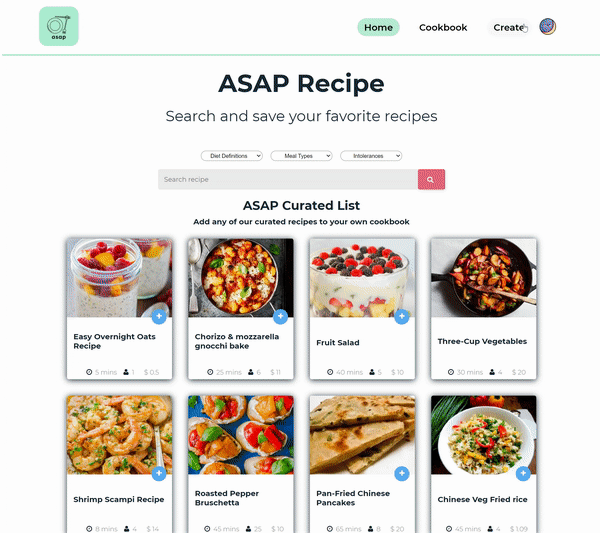 asap
Home
Cookbook
Create
ASAP Recipe
Search and save your favorite recipes
Diet Definitions
Meal Types
Intolerances
Search recipe
ASAP Curated List
Add any of our curated recipes to your own cookbook
Easy Overnight Oats
Recipe
5 mins 1 $ 0.5
Chorizo & mozzarella
gnocchi bake
25 mins 6 $ 11
Fruit Salad
40 mins 5 $ 10
Three-Cup Vegetables
30 mins 4 $ 20
Shrimp Scampi Recipe
8 mins 4 $ 14
Roasted Pepper
Bruschetta
45 mins 25 $ 10
Pan-Fried Chinese
Pancakes
65 mins 8 $ 20
Chinese Veg Fried rice
45 mins 4 $ 1.09